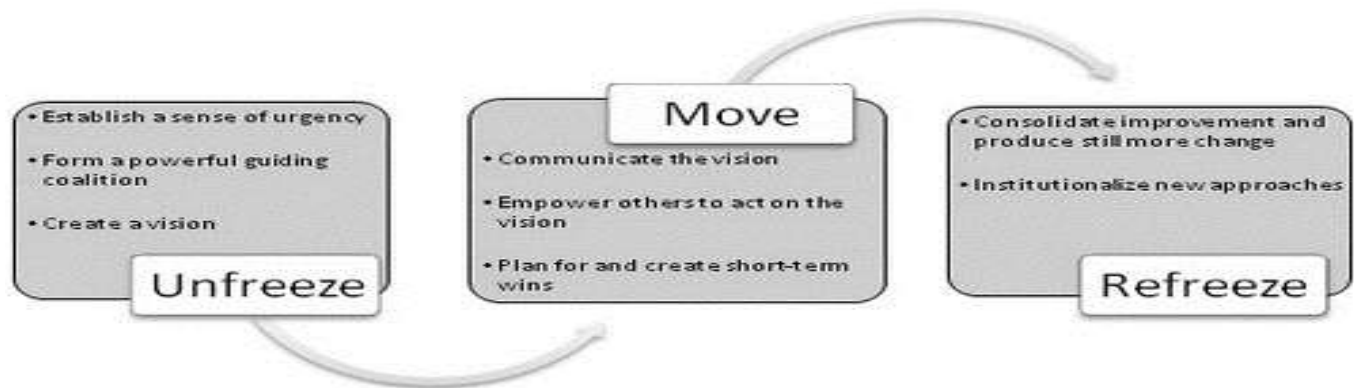 • Establish a sense of urgency
• Form a powerful guiding
coalition
• Create a vision
Unfreeze
Move
• Communicate the vision
• Empower others to act on the
vision
• Plan for and create short-term
wins
• Consolidate improvement and
produce still more change
• Institutionalize new approaches
Refreeze